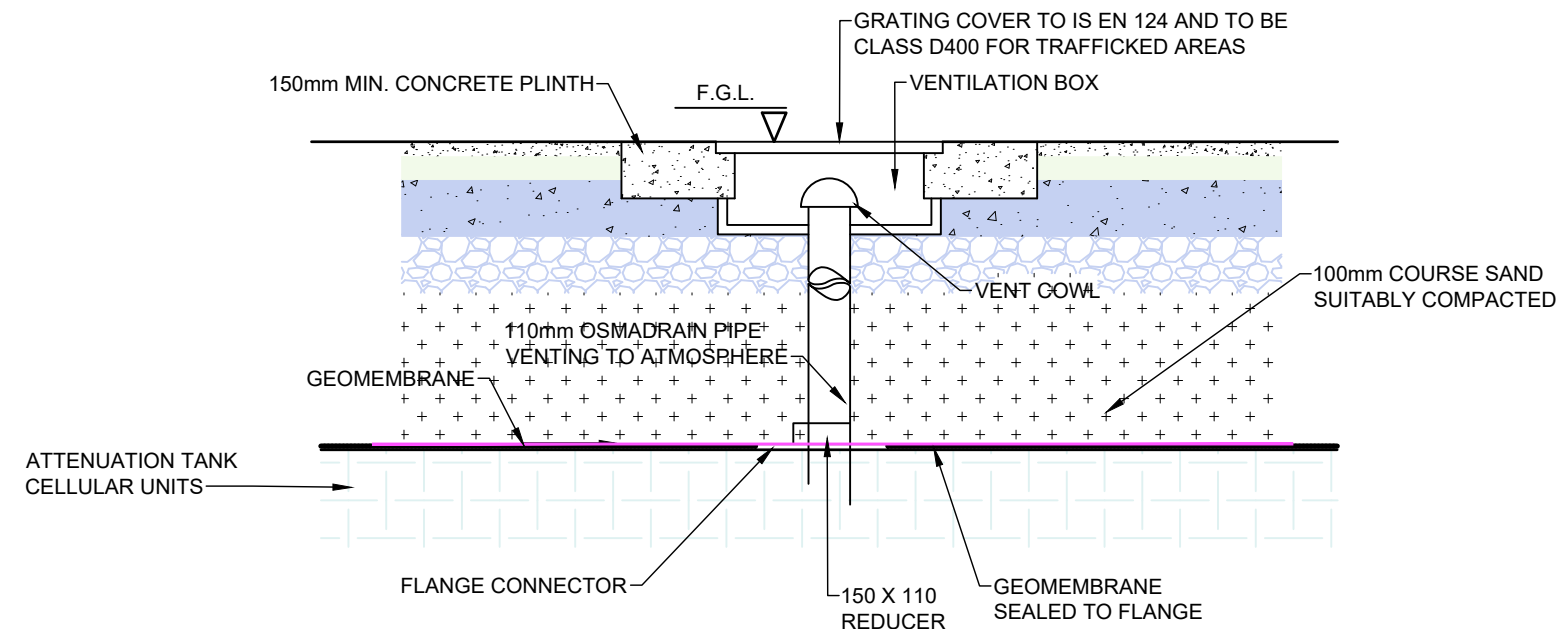 GRATING COVER TO IS EN 124 AND TO BE
CLASS D400 FOR TRAFFICKED AREAS
150mm MIN. CONCRETE PLINTH
F.G.L.
VENTILATION BOX
VENT COWL
100mm COURSE SAND
SUITABLY COMPACTED
110mm OSMADRAIN PIPE
VENTING TO ATMOSPHERE
GEOMEMBRANE
ATTENUATION TANK
CELLULAR UNITS
FLANGE CONNECTOR
150 X 110
REDUCER
GEOMEMBRANE
SEALED TO FLANGE